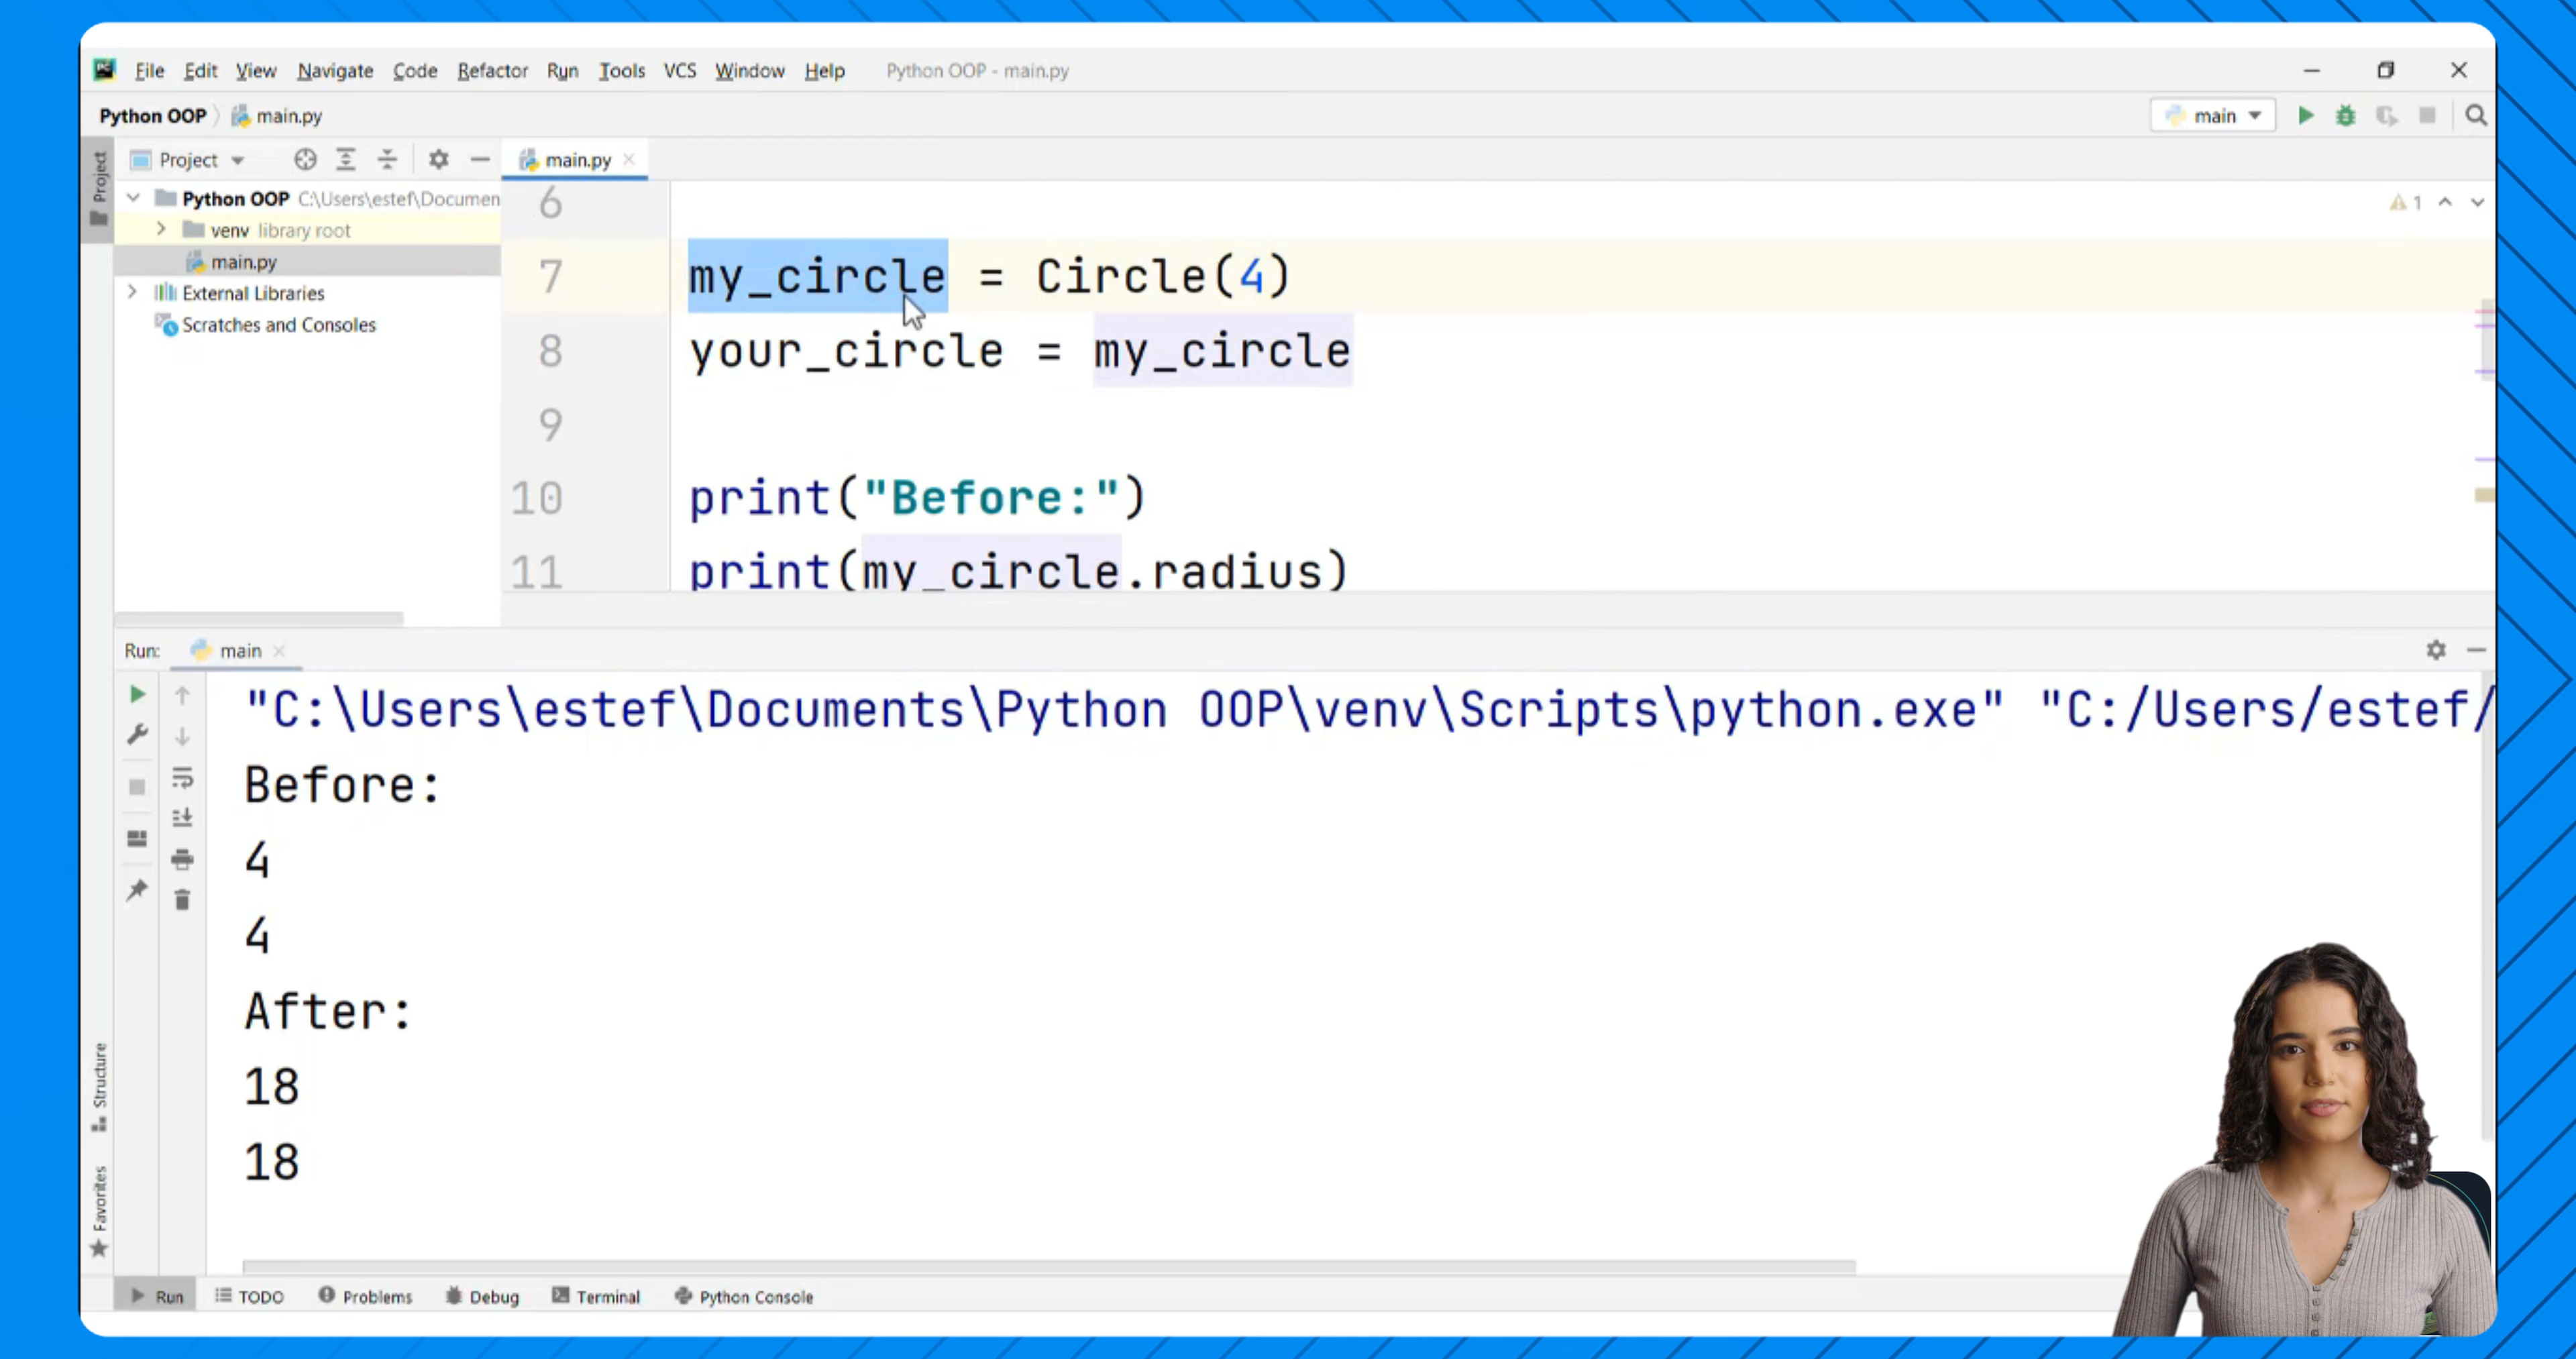 File Edit View Navigate Code Refactor Run Tools VCS Window Help Python OOP - main.py
Python OOP main.py main
Project main.py
Project
Python OOP C:\Users\estef\Documen
venv library root
main.py
External Libraries
Scratches and Consoles
1
6
7 my_circle = Circle(4)
8 your_circle = my_circle
9
10 print("Before:")
11 print(my_circle.radius)
Run: main
"C:\Users\estef\Documents\Python OOP\venv\Scripts\python.exe" "C:/Users/estef/
Before:
4
4
After:
18
18
Structure
Favorites
Run TODO Problems Debug Terminal Python Console